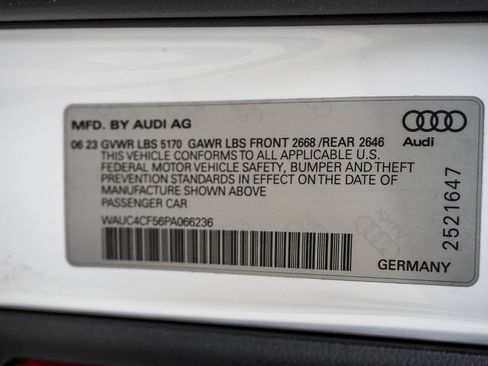 MFD. BY AUDI AG
Audi
06 23 GVWR LBS 5170 GAWR LBS FRONT 2668 /REAR 2646
THIS VEHICLE CONFORMS TO ALL APPLICABLE U.S.
FEDERAL MOTOR VEHICLE SAFETY, BUMPER AND THEFT
PREVENTION STANDARDS IN EFFECT ON THE DATE OF
MANUFACTURE SHOWN ABOVE
PASSENGER CAR
WAUC4CF56PA066236
2521647
GERMANY